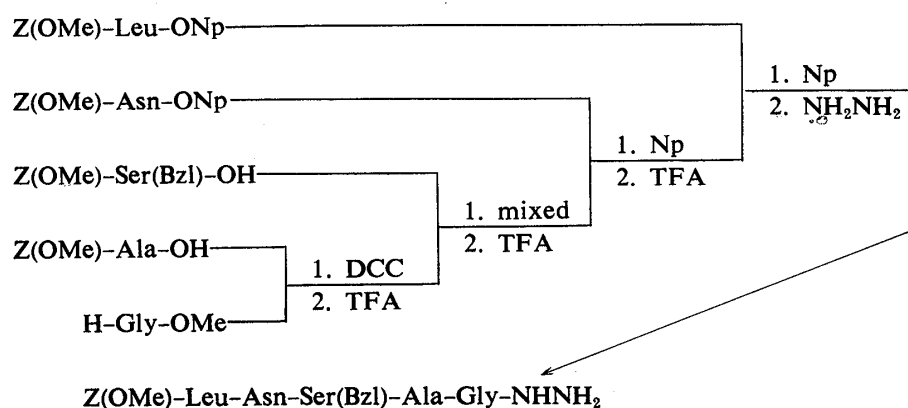 Z(OMe)–Leu–ONp
1. Np
2. NH₂NH₂
Z(OMe)–Asn–ONp
1. Np
2. TFA
Z(OMe)–Ser(Bzl)–OH
1. mixed
2. TFA
Z(OMe)–Ala–OH
1. DCC
2. TFA
H–Gly–OMe
Z(OMe)–Leu–Asn–Ser(Bzl)–Ala–Gly–NHNH₂